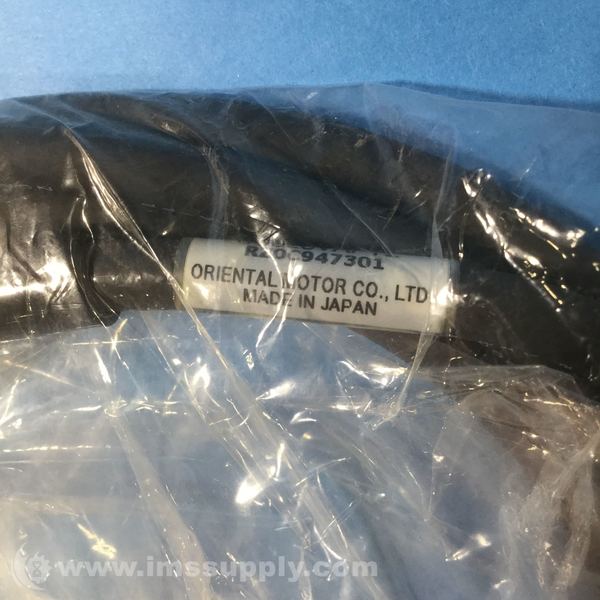 ORIENTAL MOTOR CO., LTD
MADE IN JAPAN
www.imssupply.com